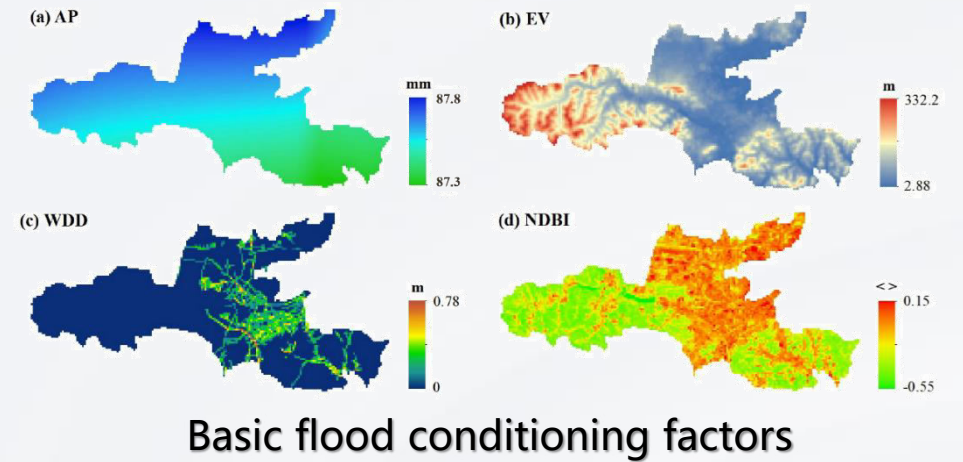 (a) AP
mm
87.8
87.3
(b) EV
m
332.2
2.88
(c) WDD
m
0.78
0
(d) NDBI
< >
0.15
-0.55
Basic flood conditioning factors